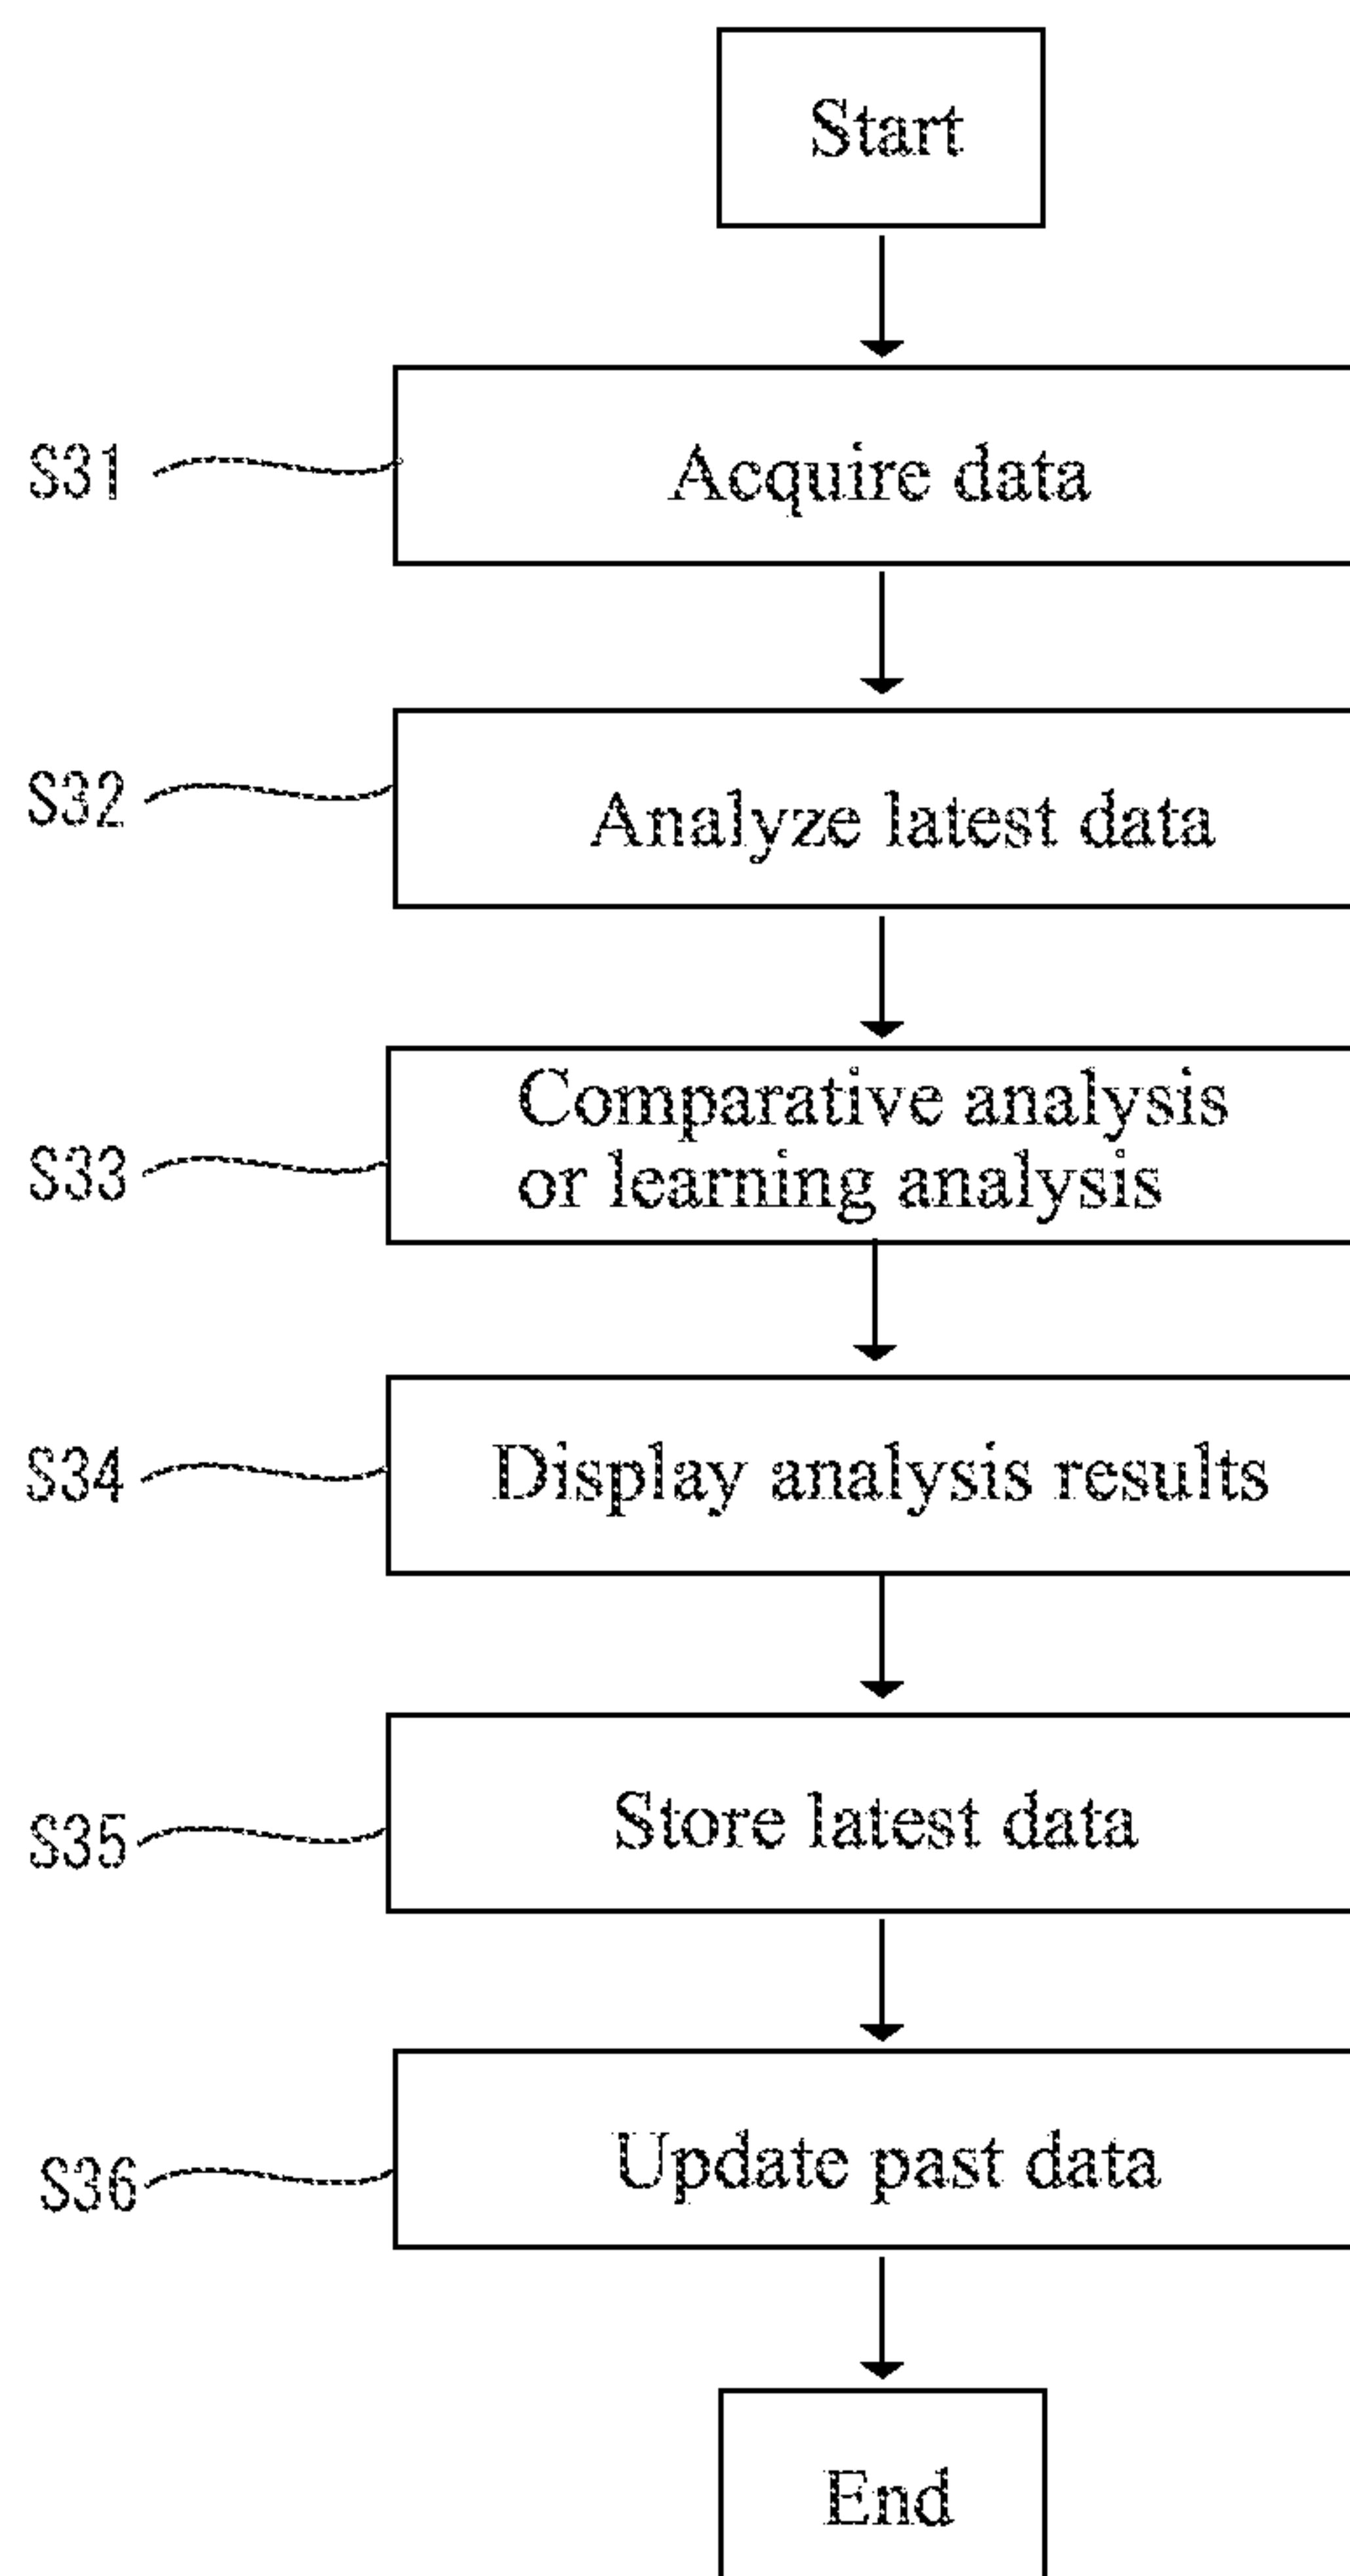 Start
S31
Acquire data
S32
Analyze latest data
S33
Comparative analysis
or learning analysis
S34
Display analysis results
S35
Store latest data
S36
Update past data
End